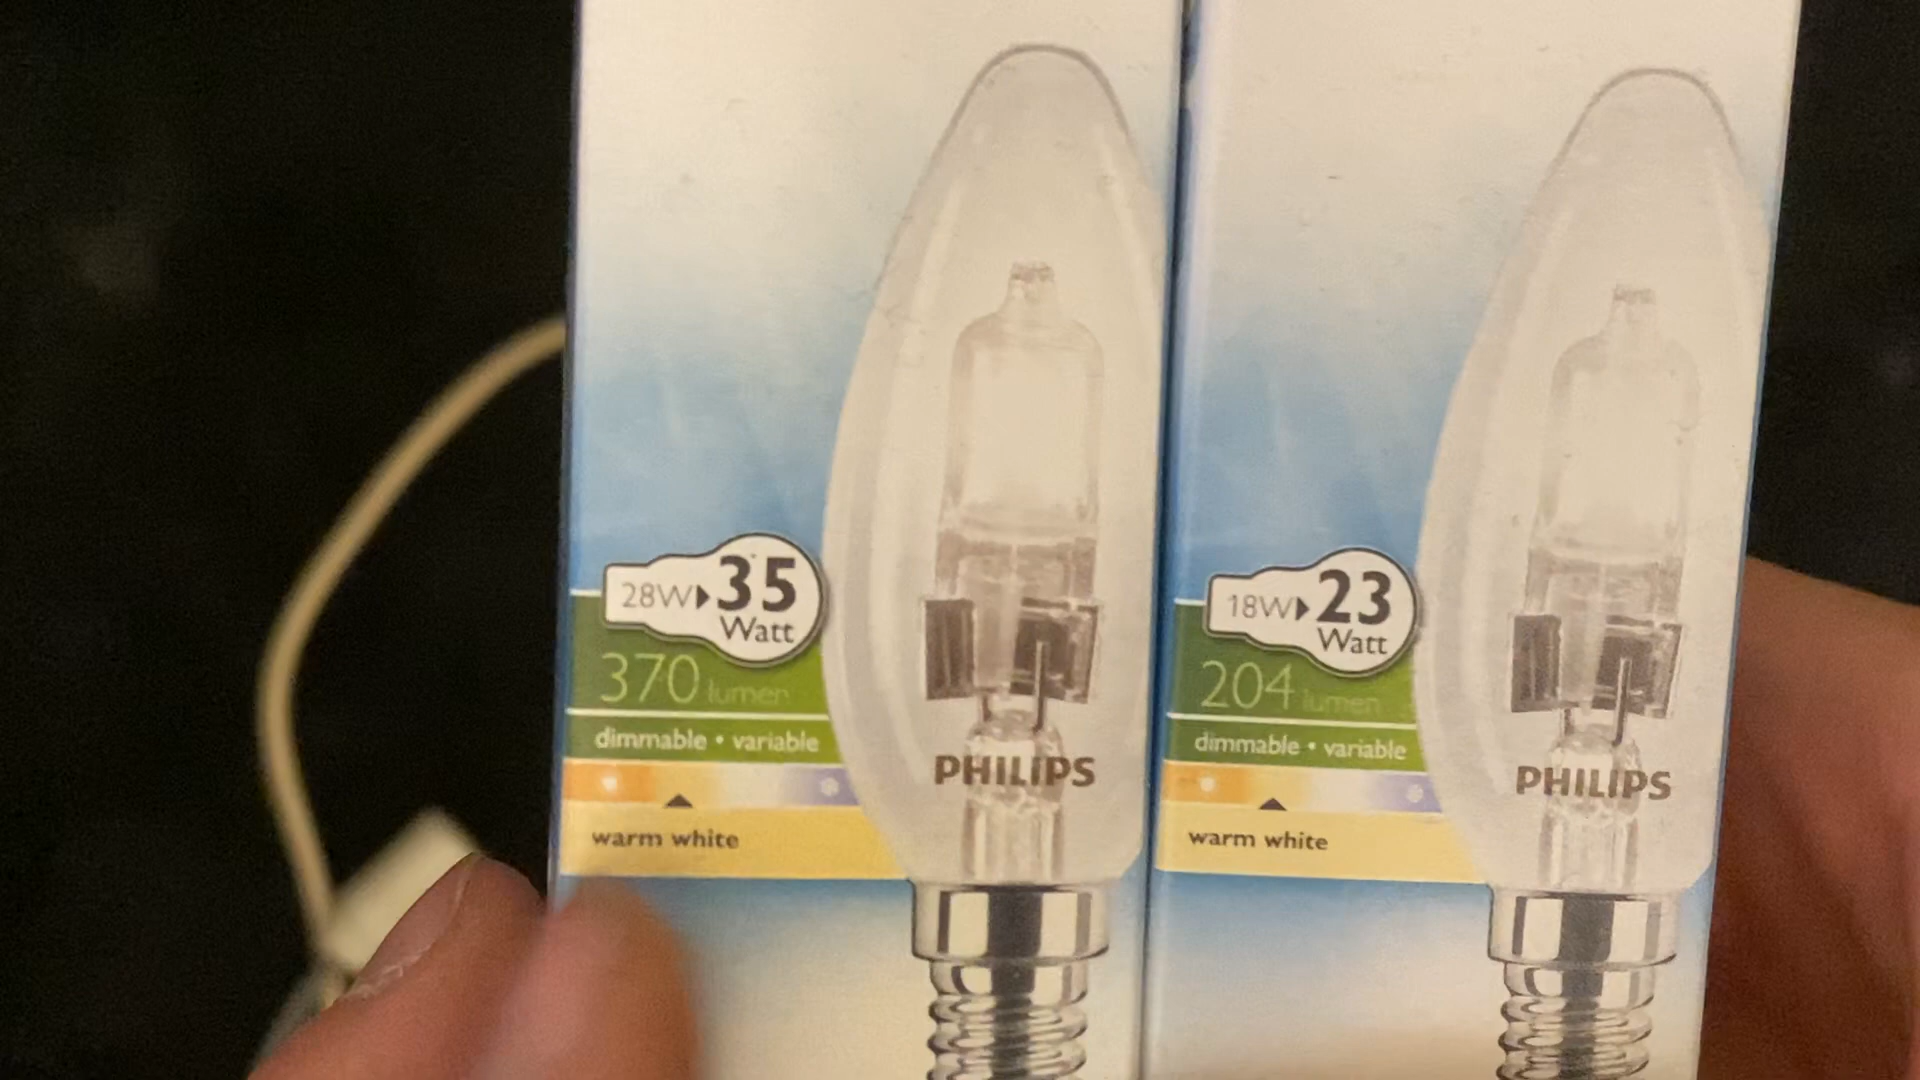 28W 35
Watt
370 lumen
dimmable • variable
PHILIPS
warm white
18W 23
Watt
204 lumen
dimmable • variable
PHILIPS
warm white